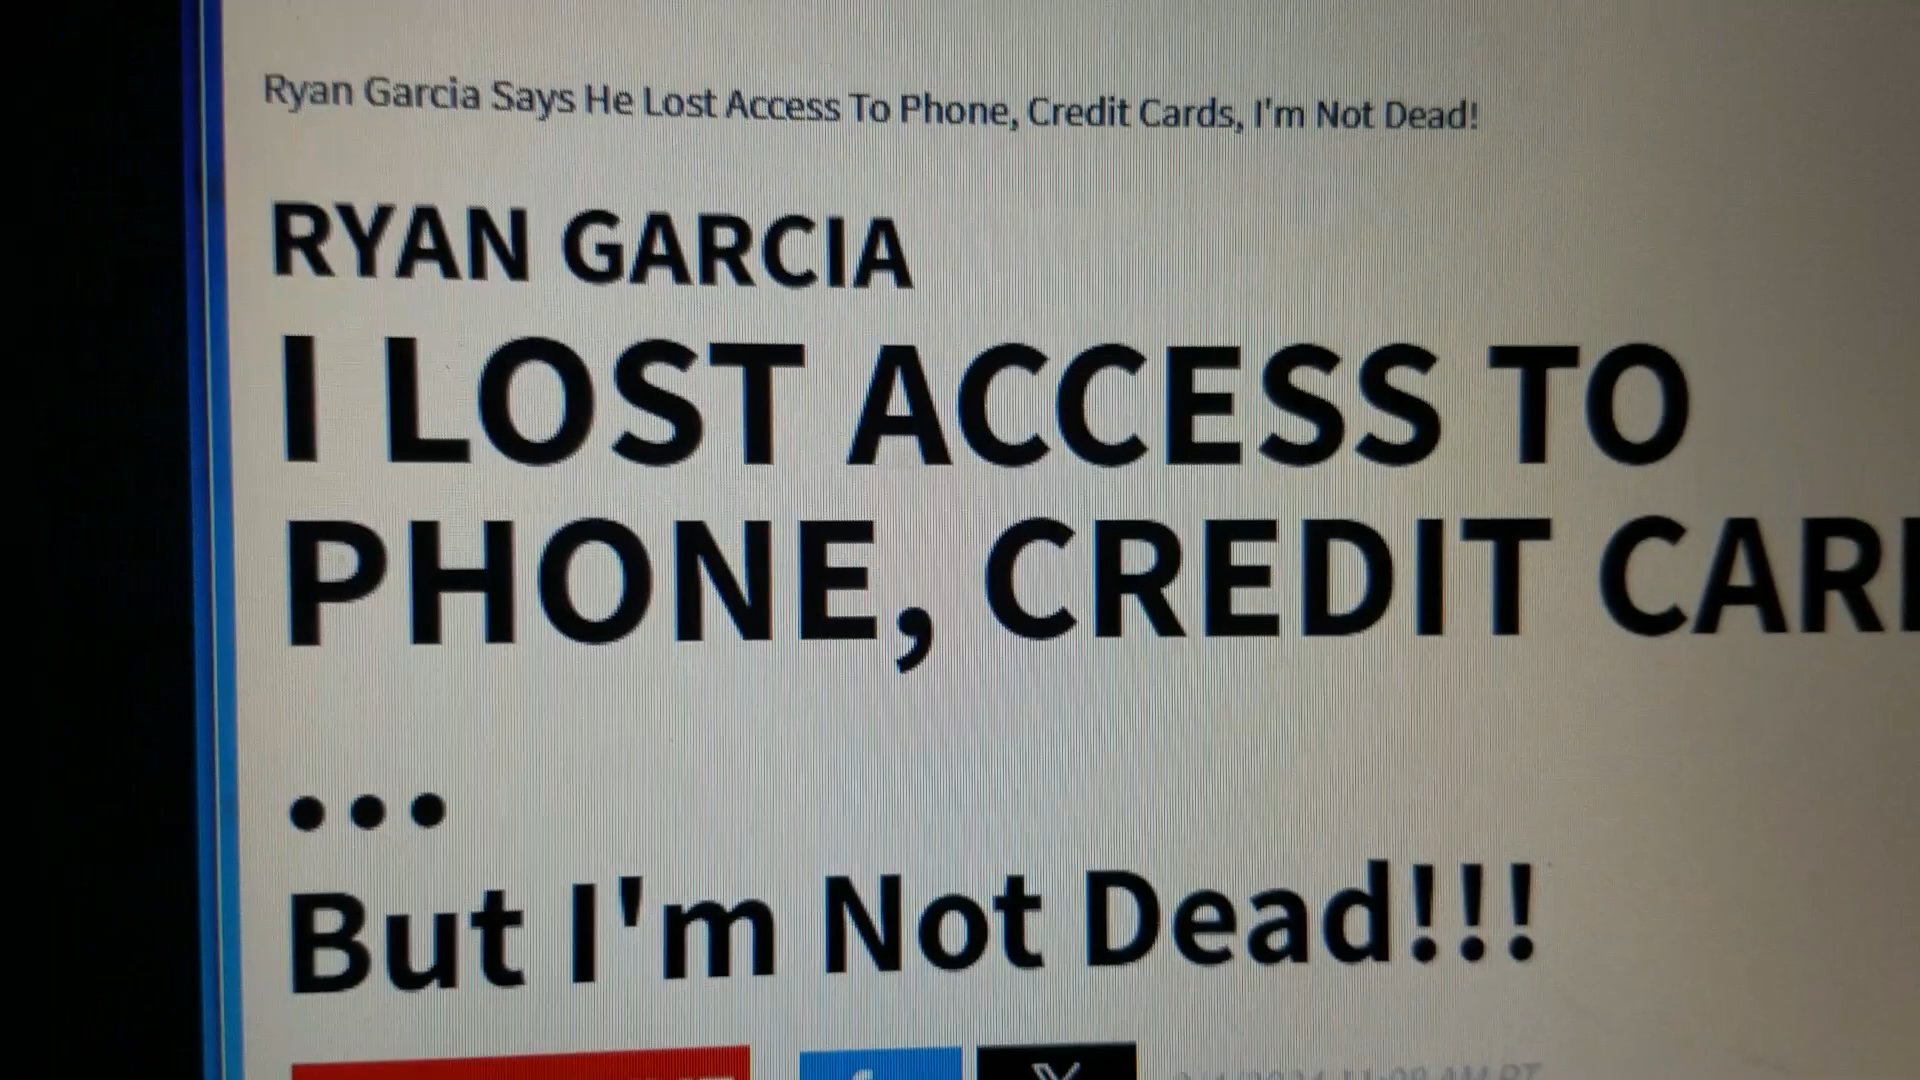 Ryan Garcia Says He Lost Access To Phone, Credit Cards, I'm Not Dead!
RYAN GARCIA
I LOST ACCESS TO
PHONE, CREDIT
...
But I'm Not Dead!!!